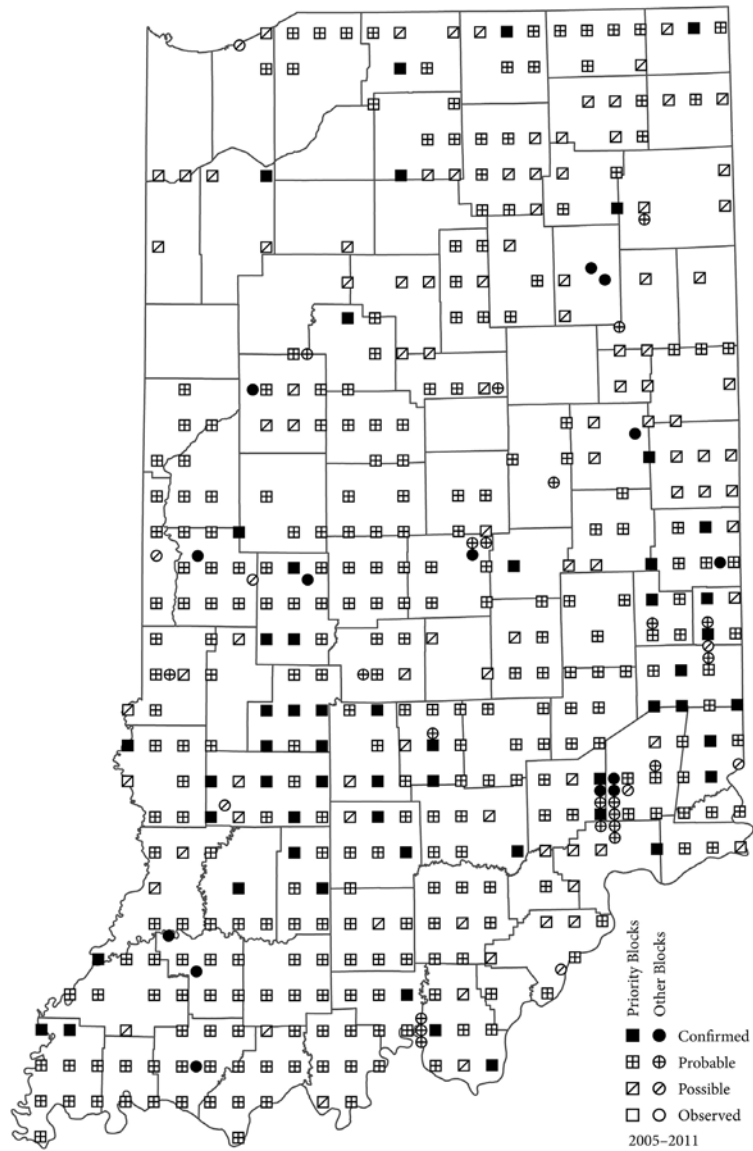 Priority Blocks
Other Blocks
Confirmed
Probable
Possible
Observed
2005–2011